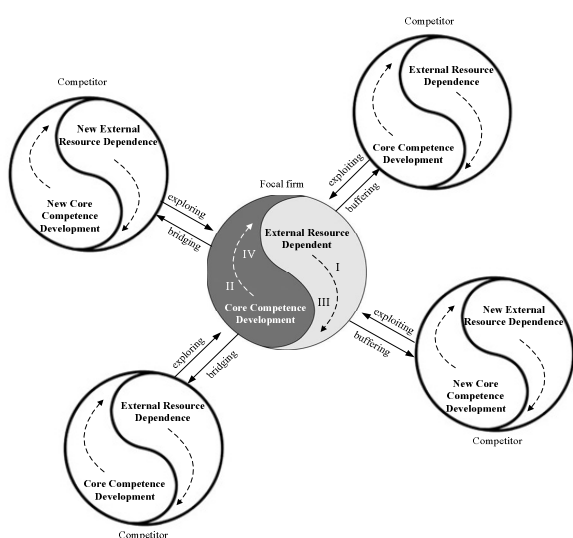 Competitor
External Resource
Dependence
Core Competence
Development
Competitor
New External
Resource Dependence
New Core
Competence
Development
exploring
bridging
exploiting
buffering
Focal firm
External Resource
Dependent
I
IV
II
III
Core Competence
Development
exploiting
buffering
New External
Resource Dependence
New Core
Competence
Development
Competitor
exploring
bridging
External Resource
Dependence
Core Competence
Development
Competitor